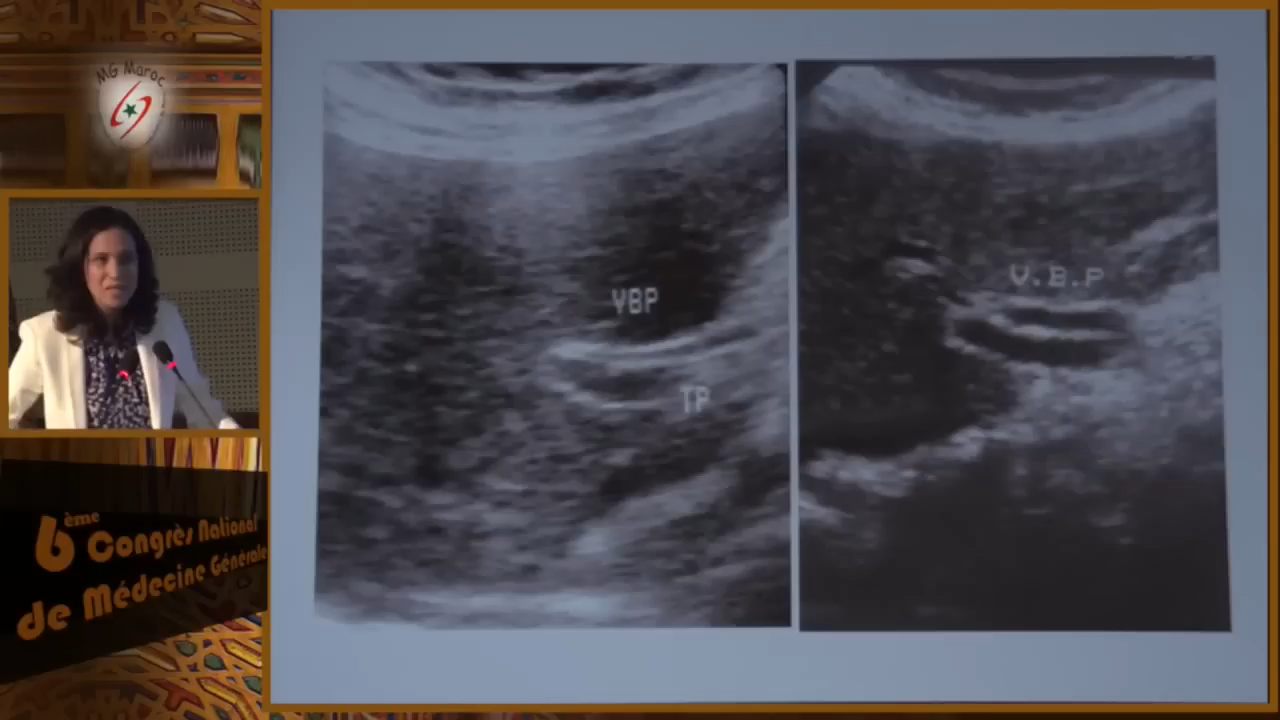 MG Maroc
6ème Congrès National
de Médecine Générale
VBP
TP
V.B.P